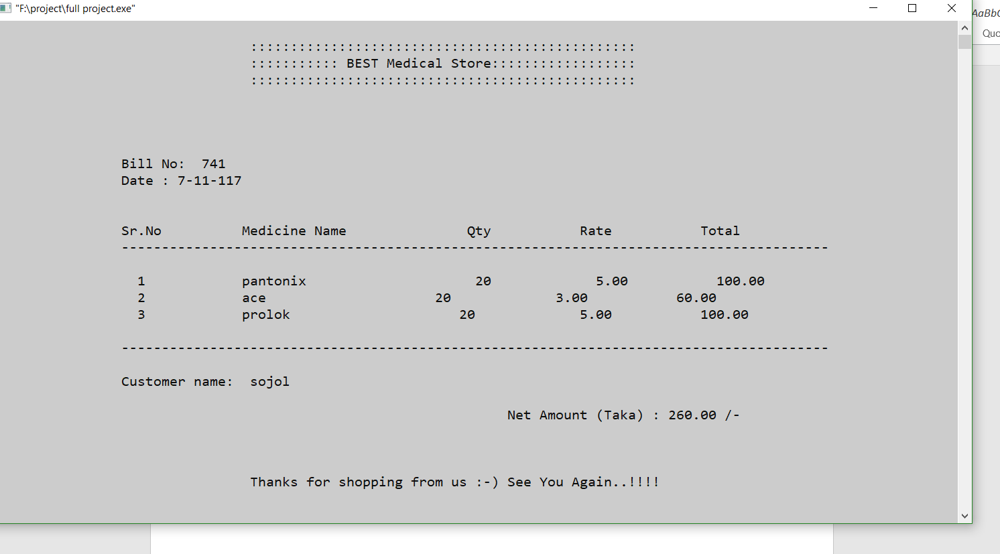 "F:\project\full project.exe"
AaBbC
Quo
::::::::::::::::::::::::::::::::::::::::::::::::
::::::::::: BEST Medical Store::::::::::::::::::
::::::::::::::::::::::::::::::::::::::::::::::::
Bill No:  741
Date : 7-11-117
Sr.No          Medicine Name               Qty           Rate           Total
----------------------------------------------------------------------------------------
1            pantonix                     20             5.00           100.00
2            ace                     20             3.00           60.00
3            prolok                     20             5.00           100.00
----------------------------------------------------------------------------------------
Customer name:  sojol
Net Amount (Taka) : 260.00 /-
Thanks for shopping from us :-) See You Again..!!!!